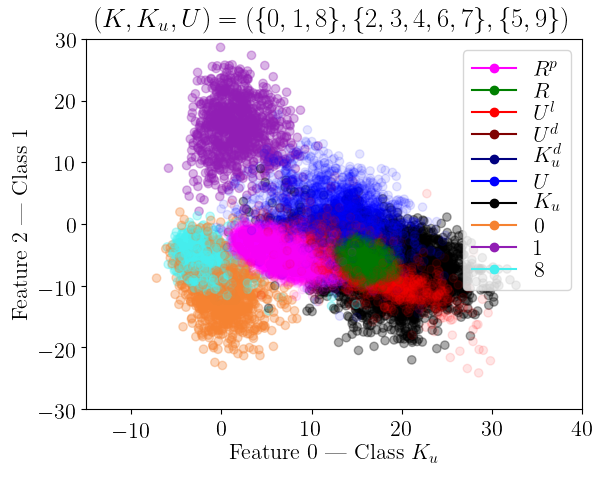 (K, K_u, U) = ({0, 1, 8}, {2, 3, 4, 6, 7}, {5, 9})
30
20
10
0
−10
−20
−30
Feature 2 — Class 1
R^p
R
U^l
U^d
K_u^d
U
K_u
0
1
8
−10
0
10
20
30
40
Feature 0 — Class K_u